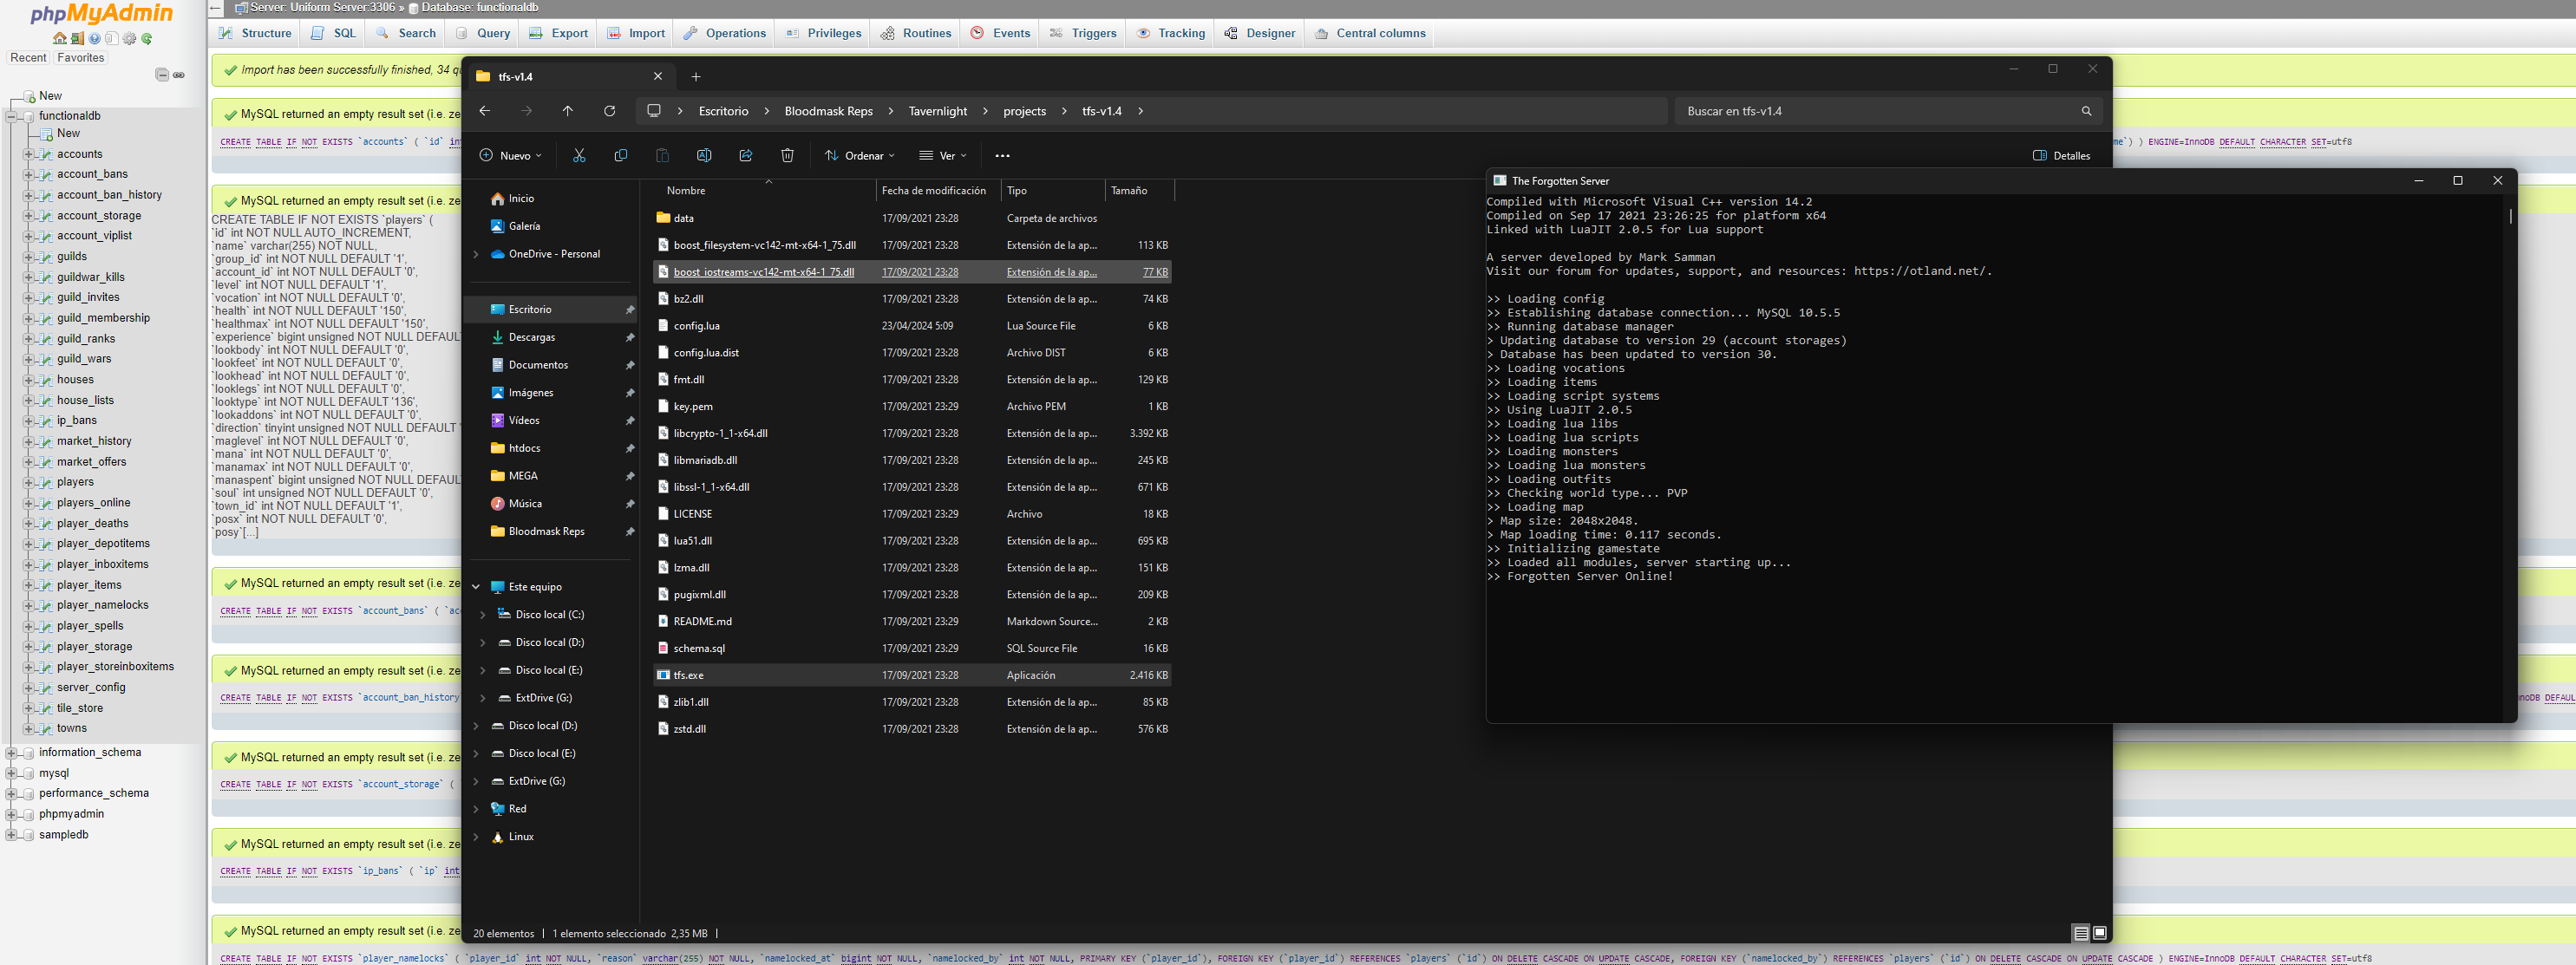 phpMyAdmin
Recent Favorites
New
functionaldb
New
accounts
account_bans
account_ban_history
account_storage
account_viplist
guilds
guildwar_kills
guild_invites
guild_membership
guild_ranks
guild_wars
houses
house_lists
ip_bans
market_history
market_offers
players
players_online
player_deaths
player_depotitems
player_inboxitems
player_items
player_namelocks
player_spells
player_storage
player_storeinboxitems
server_config
tile_store
towns
information_schema
mysql
performance_schema
phpmyadmin
sampledb
Server: Uniform Server:3306 » Database: functionaldb
Structure SQL Search Query Export Import Operations Privileges Routines Events Triggers Tracking Designer Central columns
Import has been successfully finished, 34 qu
MySQL returned an empty result set (i.e. ze
CREATE TABLE IF NOT EXISTS `accounts` ( `id` int
me`) ) ENGINE=InnoDB DEFAULT CHARACTER SET=utf8
MySQL returned an empty result set (i.e. ze
CREATE TABLE IF NOT EXISTS `players` (
`id` int NOT NULL AUTO_INCREMENT,
`name` varchar(255) NOT NULL,
`group_id` int NOT NULL DEFAULT '1',
`account_id` int NOT NULL DEFAULT '0',
`level` int NOT NULL DEFAULT '1',
`vocation` int NOT NULL DEFAULT '0',
`health` int NOT NULL DEFAULT '150',
`healthmax` int NOT NULL DEFAULT '150',
`experience` bigint unsigned NOT NULL DEFAUL
`lookbody` int NOT NULL DEFAULT '0',
`lookfeet` int NOT NULL DEFAULT '0',
`lookhead` int NOT NULL DEFAULT '0',
`looklegs` int NOT NULL DEFAULT '0',
`looktype` int NOT NULL DEFAULT '136',
`lookaddons` int NOT NULL DEFAULT '0',
`direction` tinyint unsigned NOT NULL DEFAULT '
`maglevel` int NOT NULL DEFAULT '0',
`mana` int NOT NULL DEFAULT '0',
`manamax` int NOT NULL DEFAULT '0',
`manaspent` bigint unsigned NOT NULL DEFAUL
`soul` int unsigned NOT NULL DEFAULT '0',
`town_id` int NOT NULL DEFAULT '1',
`posx` int NOT NULL DEFAULT '0',
`posy`[...]
MySQL returned an empty result set (i.e. ze
CREATE TABLE IF NOT EXISTS `account_bans` ( `ac
MySQL returned an empty result set (i.e. ze
CREATE TABLE IF NOT EXISTS `account_ban_history
nnoDB DEFAUL
MySQL returned an empty result set (i.e. ze
CREATE TABLE IF NOT EXISTS `account_storage` (
MySQL returned an empty result set (i.e. ze
CREATE TABLE IF NOT EXISTS `ip_bans` ( `ip` int
MySQL returned an empty result set (i.e. ze
CREATE TABLE IF NOT EXISTS `player_namelocks` ( `player_id` int NOT NULL, `reason` varchar(255) NOT NULL, `namelocked_at` bigint NOT NULL, `namelocked_by` int NOT NULL, PRIMARY KEY (`player_id`), FOREIGN KEY (`player_id`) REFERENCES `players` (`id`) ON DELETE CASCADE ON UPDATE CASCADE, FOREIGN KEY (`namelocked_by`) REFERENCES `players` (`id`) ON DELETE CASCADE ON UPDATE CASCADE ) ENGINE=InnoDB DEFAULT CHARACTER SET=utf8
tfs-v1.4
Escritorio > Bloodmask Reps > Tavernlight > projects > tfs-v1.4 >
Buscar en tfs-v1.4
Nuevo Ordenar Ver ... Detalles
Inicio
Galería
OneDrive - Personal
Escritorio
Descargas
Documentos
Imágenes
Vídeos
htdocs
MEGA
Música
Bloodmask Reps
Este equipo
Disco local (C:)
Disco local (D:)
Disco local (E:)
ExtDrive (G:)
Disco local (D:)
Disco local (E:)
ExtDrive (G:)
Red
Linux
Nombre Fecha de modificación Tipo Tamaño
data 17/09/2021 23:28 Carpeta de archivos
boost_filesystem-vc142-mt-x64-1_75.dll 17/09/2021 23:28 Extensión de la ap... 113 KB
boost_iostreams-vc142-mt-x64-1_75.dll 17/09/2021 23:28 Extensión de la ap... 77 KB
bz2.dll 17/09/2021 23:28 Extensión de la ap... 74 KB
config.lua 23/04/2024 5:09 Lua Source File 6 KB
config.lua.dist 17/09/2021 23:28 Archivo DIST 6 KB
fmt.dll 17/09/2021 23:28 Extensión de la ap... 129 KB
key.pem 17/09/2021 23:29 Archivo PEM 1 KB
libcrypto-1_1-x64.dll 17/09/2021 23:28 Extensión de la ap... 3.392 KB
libmariadb.dll 17/09/2021 23:28 Extensión de la ap... 245 KB
libssl-1_1-x64.dll 17/09/2021 23:28 Extensión de la ap... 671 KB
LICENSE 17/09/2021 23:29 Archivo 18 KB
lua51.dll 17/09/2021 23:28 Extensión de la ap... 695 KB
lzma.dll 17/09/2021 23:28 Extensión de la ap... 151 KB
pugixml.dll 17/09/2021 23:28 Extensión de la ap... 209 KB
README.md 17/09/2021 23:29 Markdown Source... 2 KB
schema.sql 17/09/2021 23:29 SQL Source File 16 KB
tfs.exe 17/09/2021 23:28 Aplicación 2.416 KB
zlib1.dll 17/09/2021 23:28 Extensión de la ap... 85 KB
zstd.dll 17/09/2021 23:28 Extensión de la ap... 576 KB
20 elementos | 1 elemento seleccionado 2,35 MB |
The Forgotten Server
Compiled with Microsoft Visual C++ version 14.2
Compiled on Sep 17 2021 23:26:25 for platform x64
Linked with LuaJIT 2.0.5 for Lua support
A server developed by Mark Samman
Visit our forum for updates, support, and resources: https://otland.net/.
>> Loading config
>> Establishing database connection... MySQL 10.5.5
>> Running database manager
> Updating database to version 29 (account storages)
> Database has been updated to version 30.
>> Loading vocations
>> Loading items
>> Loading script systems
>> Using LuaJIT 2.0.5
>> Loading lua libs
>> Loading lua scripts
>> Loading monsters
>> Loading lua monsters
>> Loading outfits
>> Checking world type... PVP
>> Loading map
> Map size: 2048x2048.
> Map loading time: 0.117 seconds.
>> Initializing gamestate
>> Loaded all modules, server starting up...
>> Forgotten Server Online!